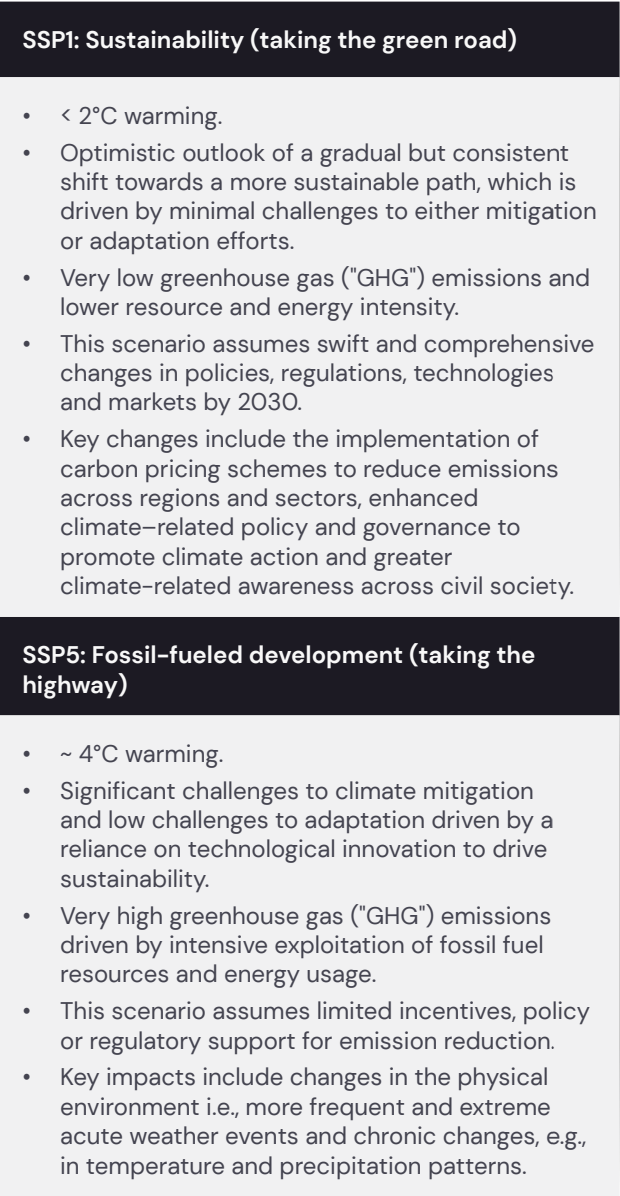 SSP1: Sustainability (taking the green road)
• < 2°C warming.
• Optimistic outlook of a gradual but consistent
shift towards a more sustainable path, which is
driven by minimal challenges to either mitigation
or adaptation efforts.
• Very low greenhouse gas ("GHG") emissions and
lower resource and energy intensity.
• This scenario assumes swift and comprehensive
changes in policies, regulations, technologies
and markets by 2030.
• Key changes include the implementation of
carbon pricing schemes to reduce emissions
across regions and sectors, enhanced
climate–related policy and governance to
promote climate action and greater
climate-related awareness across civil society.
SSP5: Fossil-fueled development (taking the
highway)
• ~ 4°C warming.
• Significant challenges to climate mitigation
and low challenges to adaptation driven by a
reliance on technological innovation to drive
sustainability.
• Very high greenhouse gas ("GHG") emissions
driven by intensive exploitation of fossil fuel
resources and energy usage.
• This scenario assumes limited incentives, policy
or regulatory support for emission reduction.
• Key impacts include changes in the physical
environment i.e., more frequent and extreme
acute weather events and chronic changes, e.g.,
in temperature and precipitation patterns.